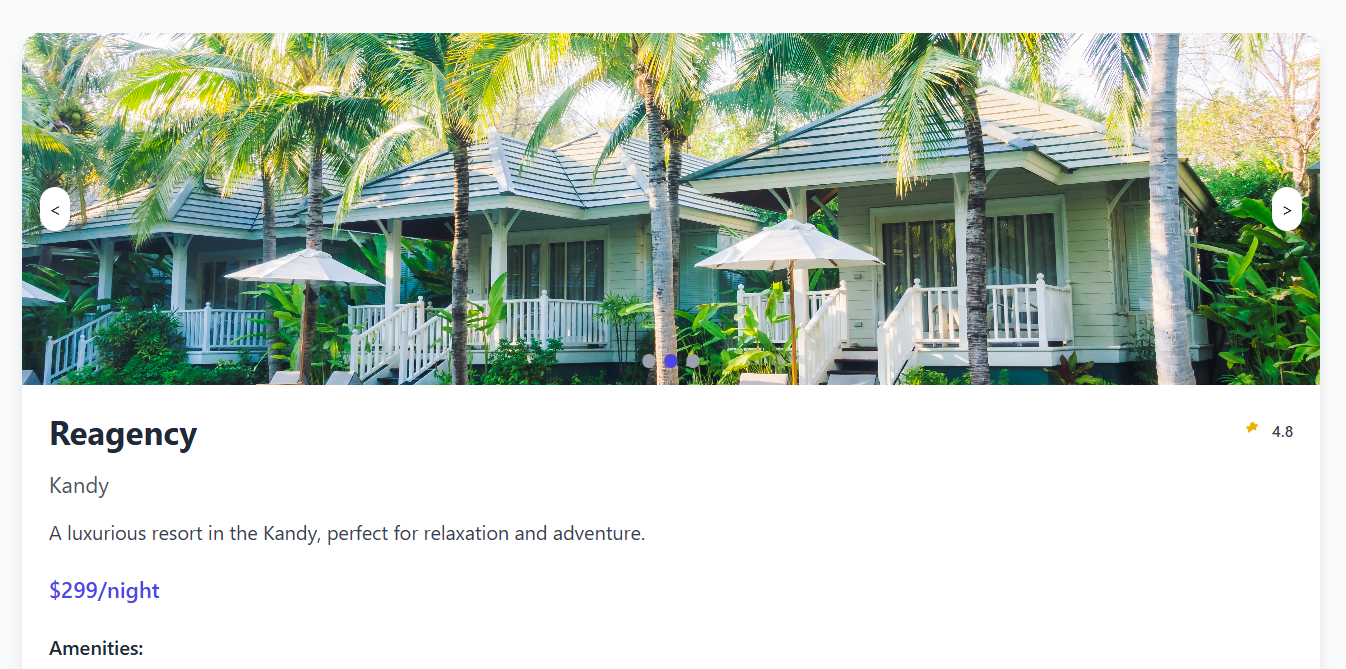 <
>
Reagency
4.8
Kandy
A luxurious resort in the Kandy, perfect for relaxation and adventure.
$299/night
Amenities: